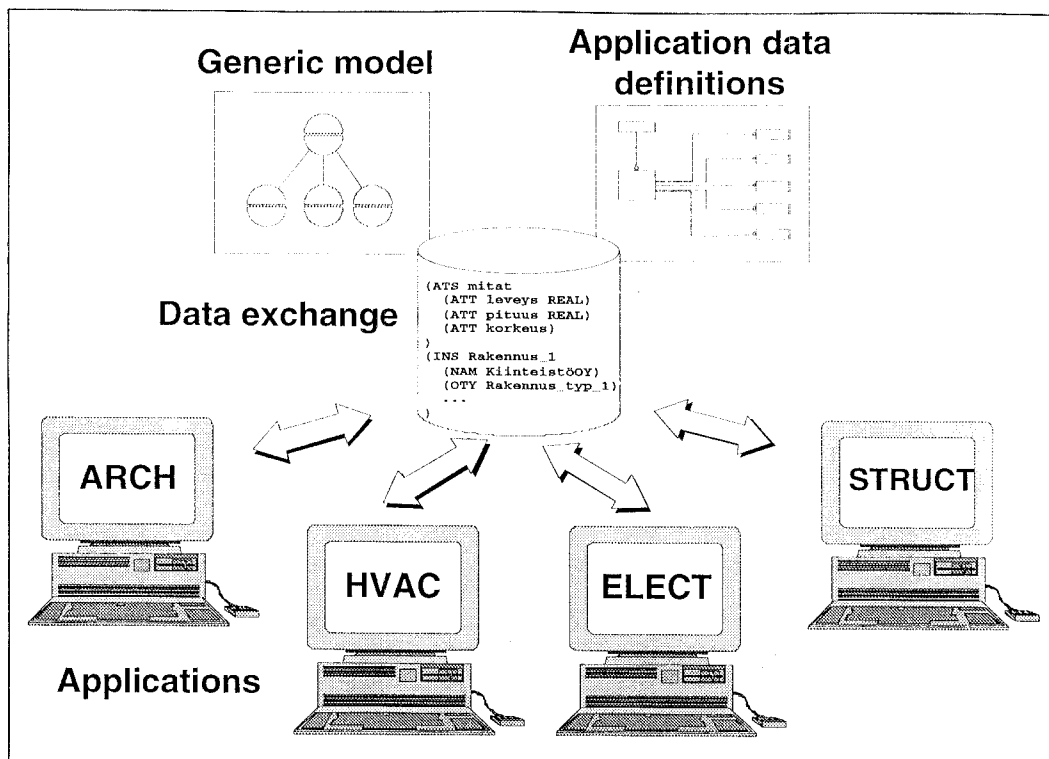 Generic model
Application data
definitions
Data exchange
(ATS mitat
(ATT leveys REAL)
(ATT pituus REAL)
(ATT korkeus)
)
(INS Rakennus_1
(NAM KiinteistöOY)
(OTY Rakennus_typ_1)
...
)
ARCH
HVAC
ELECT
STRUCT
Applications